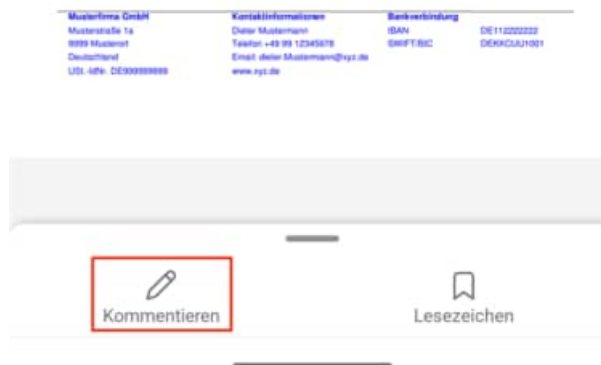 Musterfirma GmbH
Musterstraße 1a
9999 Musterort
Deutschland
USt.-IdNr. DE999999999
Kontaktinformationen
Dieter Mustermann
Telefon +49 99 12345678
Email: dieter.Mustermann@xyz.de
www.xyz.de
Bankverbindung
IBAN DE112222222
SWIFT/BIC DEKKCUU1001
Kommentieren
Lesezeichen